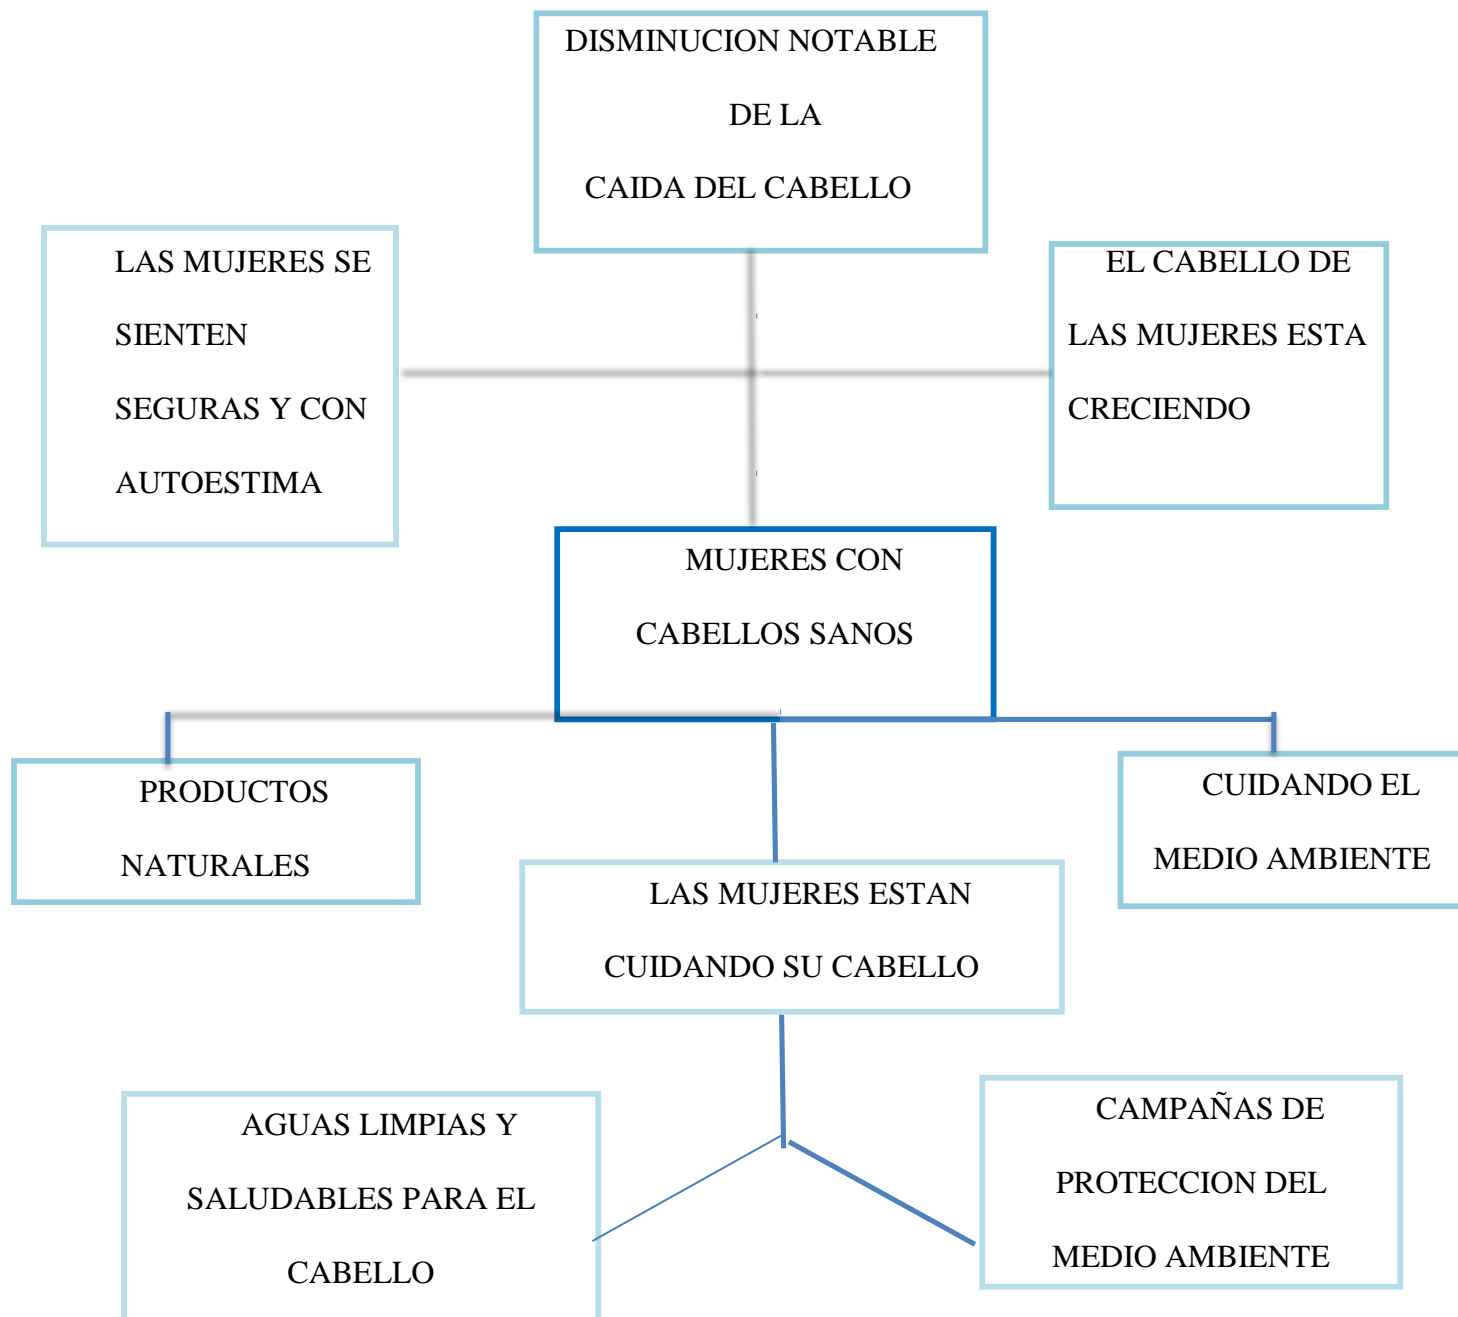 DISMINUCION NOTABLE
DE LA
CAIDA DEL CABELLO
LAS MUJERES SE
SIENTEN
SEGURAS Y CON
AUTOESTIMA
EL CABELLO DE
LAS MUJERES ESTA
CRECIENDO
MUJERES CON
CABELLOS SANOS
PRODUCTOS
NATURALES
LAS MUJERES ESTAN
CUIDANDO SU CABELLO
CUIDANDO EL
MEDIO AMBIENTE
AGUAS LIMPIAS Y
SALUDABLES PARA EL
CABELLO
CAMPAÑAS DE
PROTECCION DEL
MEDIO AMBIENTE